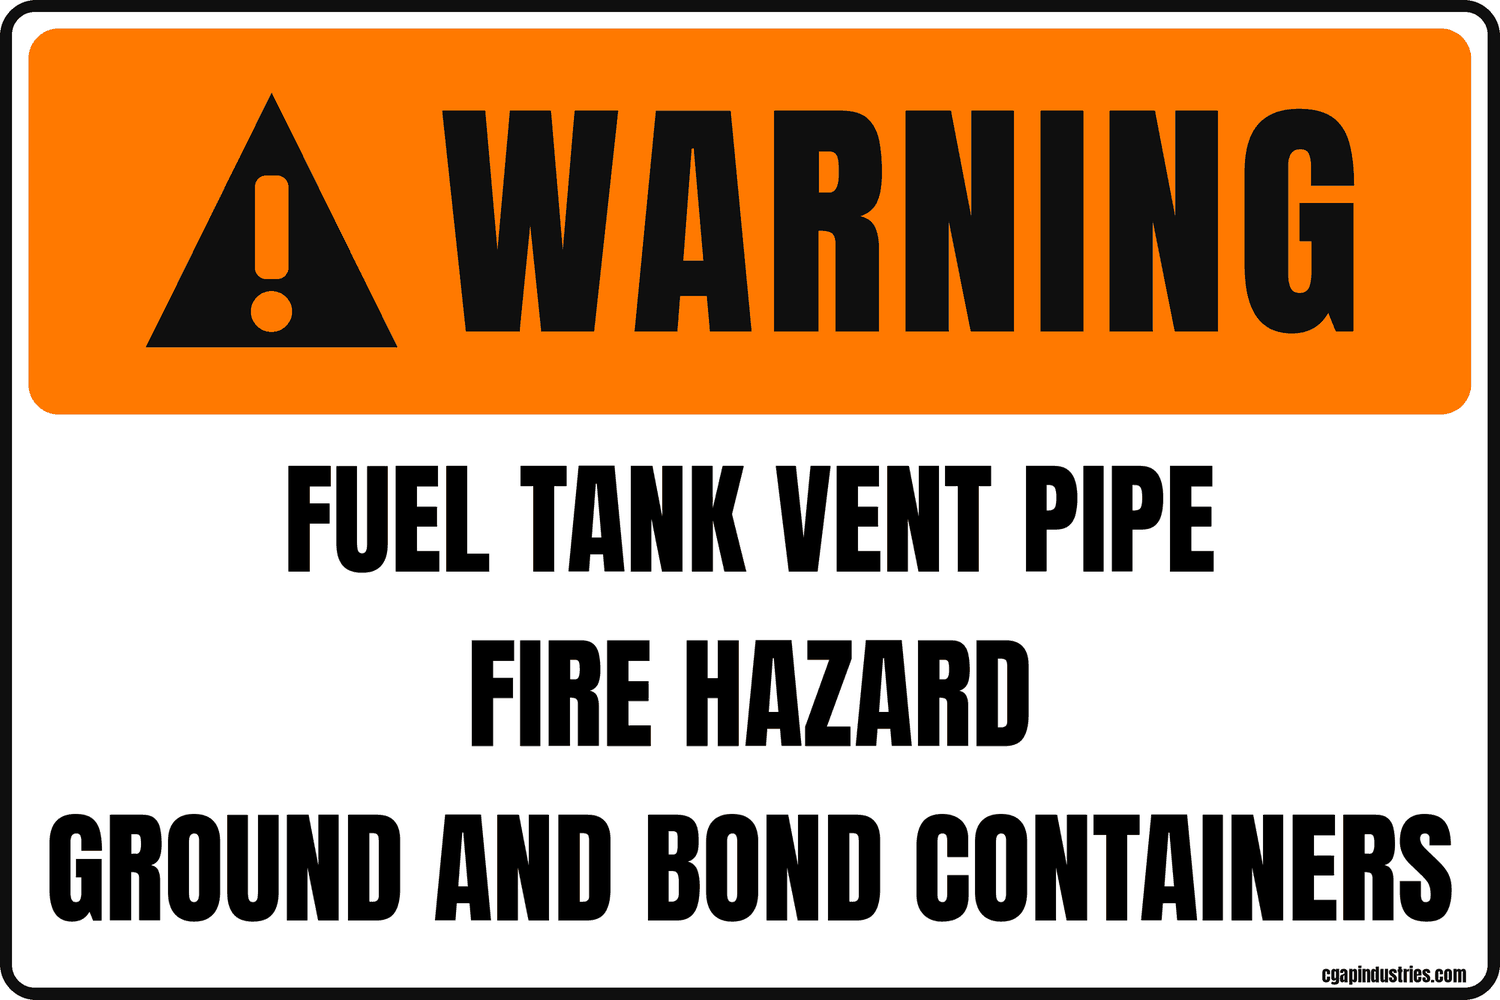 WARNING
FUEL TANK VENT PIPE
FIRE HAZARD
GROUND AND BOND CONTAINERS
cgapindustries.com